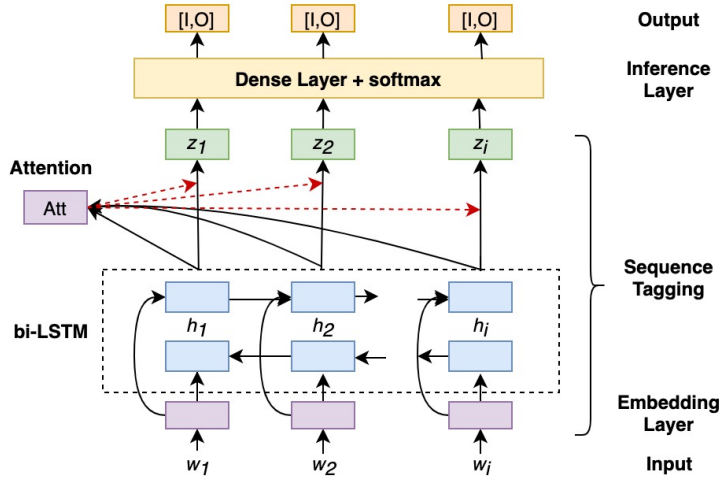 [I,O] [I,O] [I,O] Output
Dense Layer + softmax
Inference
Layer
z1 z2 zi
Attention
Att
Sequence
Tagging
bi-LSTM
h1 h2 hi
Embedding
Layer
w1 w2 wi Input